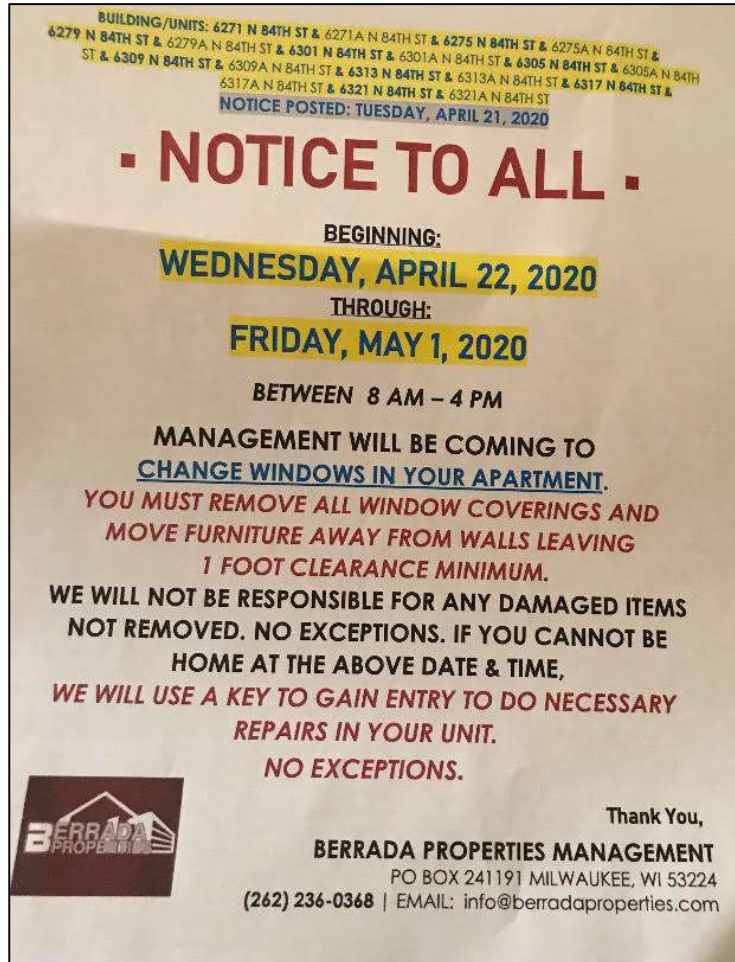 BUILDING/UNITS: 6271 N 84TH ST & 6271A N 84TH ST & 6275 N 84TH ST & 6275A N 84TH ST &
6279 N 84TH ST & 6279A N 84TH ST & 6301 N 84TH ST & 6301A N 84TH ST & 6305 N 84TH ST & 6305A N 84TH
ST & 6309 N 84TH ST & 6309A N 84TH ST & 6313 N 84TH ST & 6313A N 84TH ST & 6317 N 84TH ST &
6317A N 84TH ST & 6321 N 84TH ST & 6321A N 84TH ST
NOTICE POSTED: TUESDAY, APRIL 21, 2020
▪ NOTICE TO ALL ▪
BEGINNING:
WEDNESDAY, APRIL 22, 2020
THROUGH:
FRIDAY, MAY 1, 2020
BETWEEN 8 AM – 4 PM
MANAGEMENT WILL BE COMING TO
CHANGE WINDOWS IN YOUR APARTMENT.
YOU MUST REMOVE ALL WINDOW COVERINGS AND
MOVE FURNITURE AWAY FROM WALLS LEAVING
1 FOOT CLEARANCE MINIMUM.
WE WILL NOT BE RESPONSIBLE FOR ANY DAMAGED ITEMS
NOT REMOVED. NO EXCEPTIONS. IF YOU CANNOT BE
HOME AT THE ABOVE DATE & TIME,
WE WILL USE A KEY TO GAIN ENTRY TO DO NECESSARY
REPAIRS IN YOUR UNIT.
NO EXCEPTIONS.
BERRADA
PROPERTIES
Thank You,
BERRADA PROPERTIES MANAGEMENT
PO BOX 241191 MILWAUKEE, WI 53224
(262) 236-0368 | EMAIL: info@berradaproperties.com